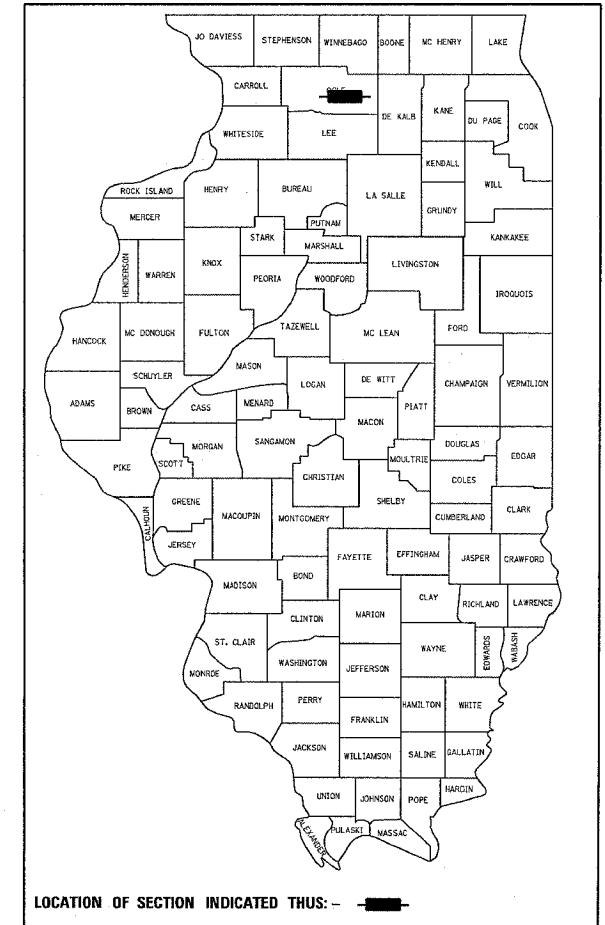 JO DAVIESS STEPHENSON WINNEBAGO BOONE MC HENRY LAKE
CARROLL
WHITESIDE LEE DE KALB KANE DU PAGE COOK
KENDALL WILL
ROCK ISLAND HENRY BUREAU LA SALLE GRUNDY
MERCER PUTNAM KANKAKEE
HENDERSON WARREN KNOX STARK MARSHALL LIVINGSTON IROQUOIS
PEORIA WOODFORD
HANCOCK MC DONOUGH FULTON TAZEWELL MC LEAN FORD
SCHUYLER MASON LOGAN DE WITT CHAMPAIGN VERMILION
ADAMS BROWN CASS MENARD MACON PIATT
PIKE SCOTT MORGAN SANGAMON CHRISTIAN MOULTRIE DOUGLAS EDGAR
COLES
CALHOUN GREENE MACOUPIN MONTGOMERY SHELBY CUMBERLAND CLARK
JERSEY FAYETTE EFFINGHAM JASPER CRAWFORD
MADISON BOND CLAY RICHLAND LAWRENCE
CLINTON MARION
ST. CLAIR WAYNE EDWARDS WABASH
MONROE WASHINGTON JEFFERSON
RANDOLPH PERRY HAMILTON WHITE
FRANKLIN
JACKSON WILLIAMSON SALINE GALLATIN
UNION JOHNSON POPE HARDIN
ALEXANDER PULASKI MASSAC
LOCATION OF SECTION INDICATED THUS: –